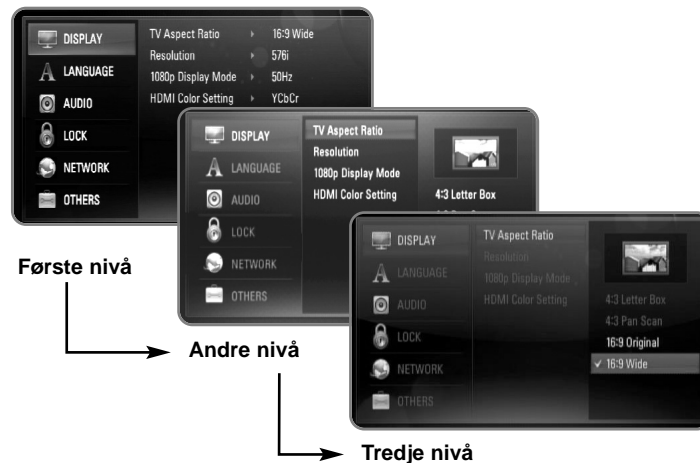 DISPLAY
LANGUAGE
AUDIO
LOCK
NETWORK
OTHERS
TV Aspect Ratio 16:9 Wide
Resolution 576i
1080p Display Mode 50Hz
HDMI Color Setting YCbCr
Første nivå
DISPLAY
LANGUAGE
AUDIO
LOCK
NETWORK
OTHERS
TV Aspect Ratio
Resolution
1080p Display Mode
HDMI Color Setting
4:3 Letter Box
Andre nivå
DISPLAY
LANGUAGE
AUDIO
LOCK
NETWORK
OTHERS
TV Aspect Ratio
Resolution
1080p Display Mode
HDMI Color Setting
4:3 Letter Box
4:3 Pan Scan
16:9 Original
✓ 16:9 Wide
Tredje nivå